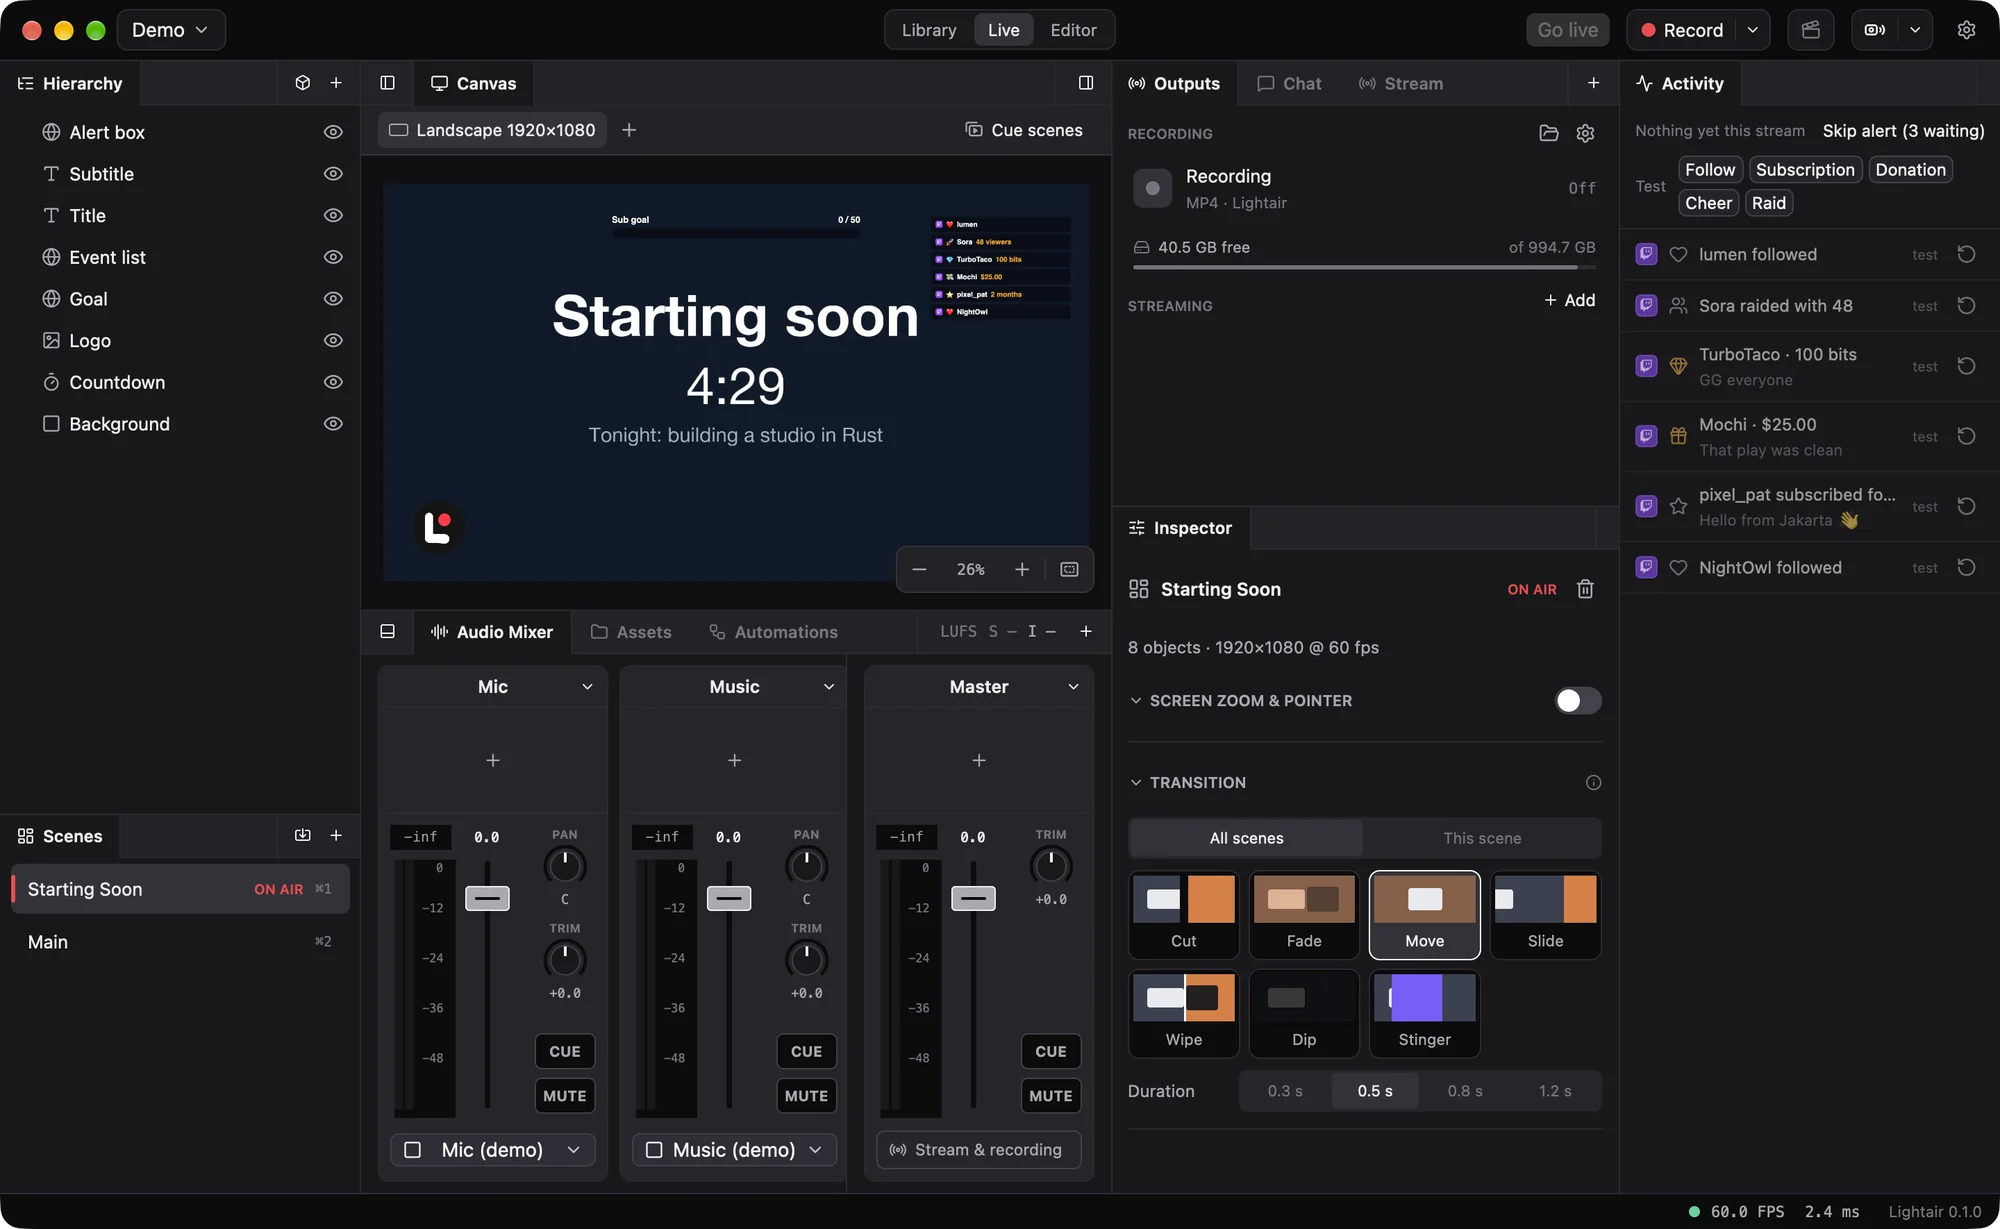 Demo
Library Live Editor
Go live
Record
Hierarchy
Alert box
Subtitle
Title
Event list
Goal
Logo
Countdown
Background
Scenes
Starting Soon ON AIR ⌘1
Main ⌘2
Canvas
Landscape 1920×1080
Cue scenes
Sub goal 0 / 50
lumen
Sora 48 viewers
TurboTaco 100 bits
Mochi $25.00
pixel_pat 2 months
NightOwl
Starting soon
4:29
Tonight: building a studio in Rust
26%
Audio Mixer Assets Automations LUFS S – I –
Mic
-inf 0.0 PAN
C
TRIM
+0.0
0
-12
-24
-36
-48
CUE
MUTE
Mic (demo)
Music
-inf 0.0 PAN
C
TRIM
+0.0
0
-12
-24
-36
-48
CUE
MUTE
Music (demo)
Master
-inf 0.0 TRIM
+0.0
0
-12
-24
-36
-48
CUE
MUTE
Stream & recording
Outputs Chat Stream
RECORDING
Recording
MP4 · Lightair
Off
40.5 GB free of 994.7 GB
STREAMING
+ Add
Inspector
Starting Soon ON AIR
8 objects · 1920×1080 @ 60 fps
SCREEN ZOOM & POINTER
TRANSITION
All scenes This scene
Cut Fade Move Slide
Wipe Dip Stinger
Duration 0.3 s 0.5 s 0.8 s 1.2 s
Activity
Nothing yet this stream Skip alert (3 waiting)
Test Follow Subscription Donation
Cheer Raid
lumen followed test
Sora raided with 48 test
TurboTaco · 100 bits test
GG everyone
Mochi · $25.00 test
That play was clean
pixel_pat subscribed fo... test
Hello from Jakarta 👋
NightOwl followed test
60.0 FPS 2.4 ms Lightair 0.1.0